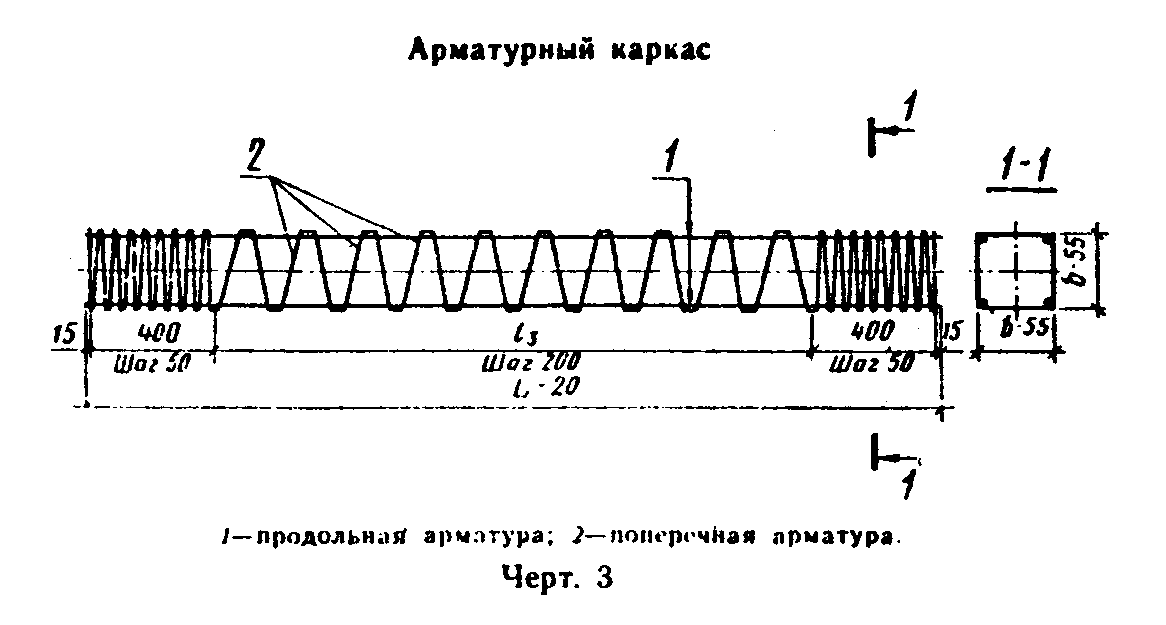 Арматурный каркас
1
2
1
1-1
b-55
15
400
l₃
400
15
b-55
Шаг 50
Шаг 200
Шаг 50
-20
1
1—продольная арматура; 2—поперечная арматура.
Черт. 3